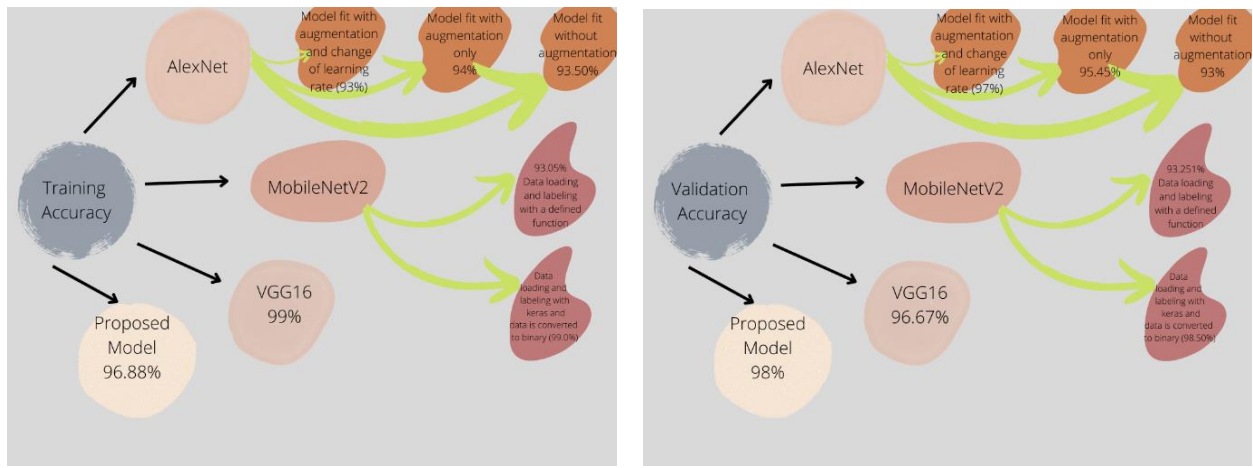 AlexNet
Model fit with
augmentation
and change
of learning
rate (93%)
Model fit with
augmentation
only
94%
Model fit
without
augmentation
93.50%
Training
Accuracy
MobileNetV2
93.05%
Data loading
and labeling
with a defined
function
Data
loading and
labeling with
keras and
data is converted
to binary (99.0%)
VGG16
99%
Proposed
Model
96.88%
AlexNet
Model fit with
augmentation
and change
of learning
rate (97%)
Model fit with
augmentation
only
95.45%
Model fit
without
augmentation
93%
Validation
Accuracy
MobileNetV2
93.251%
Data loading
and labeling
with a defined
function
Data
loading and
labeling with
keras and
data is converted
to binary (98.50%)
VGG16
96.67%
Proposed
Model
98%